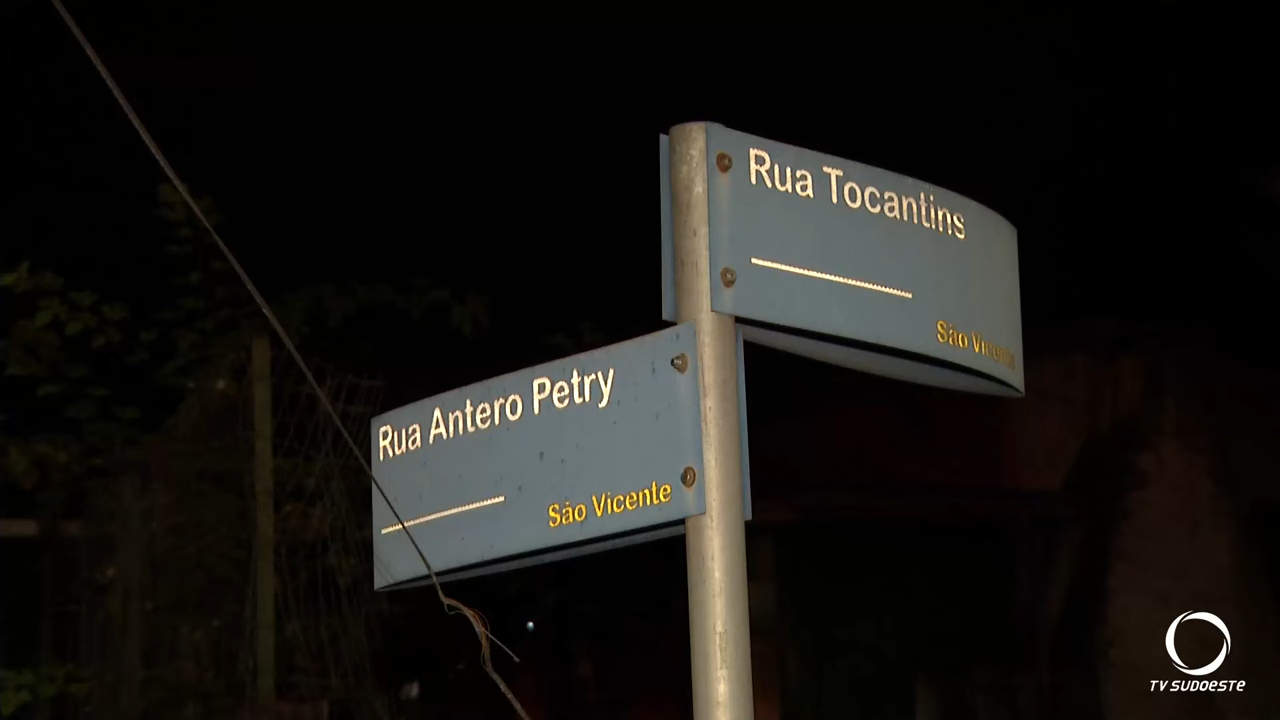 Rua Tocantins
São Vicente
Rua Antero Petry
São Vicente
TV SUDOESTE